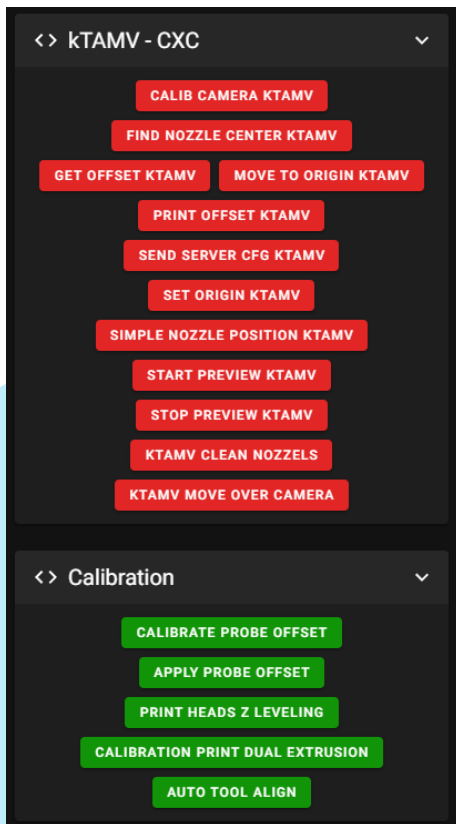 <> kTAMV - CXC
CALIB CAMERA KTAMV
FIND NOZZLE CENTER KTAMV
GET OFFSET KTAMV MOVE TO ORIGIN KTAMV
PRINT OFFSET KTAMV
SEND SERVER CFG KTAMV
SET ORIGIN KTAMV
SIMPLE NOZZLE POSITION KTAMV
START PREVIEW KTAMV
STOP PREVIEW KTAMV
KTAMV CLEAN NOZZELS
KTAMV MOVE OVER CAMERA
<> Calibration
CALIBRATE PROBE OFFSET
APPLY PROBE OFFSET
PRINT HEADS Z LEVELING
CALIBRATION PRINT DUAL EXTRUSION
AUTO TOOL ALIGN